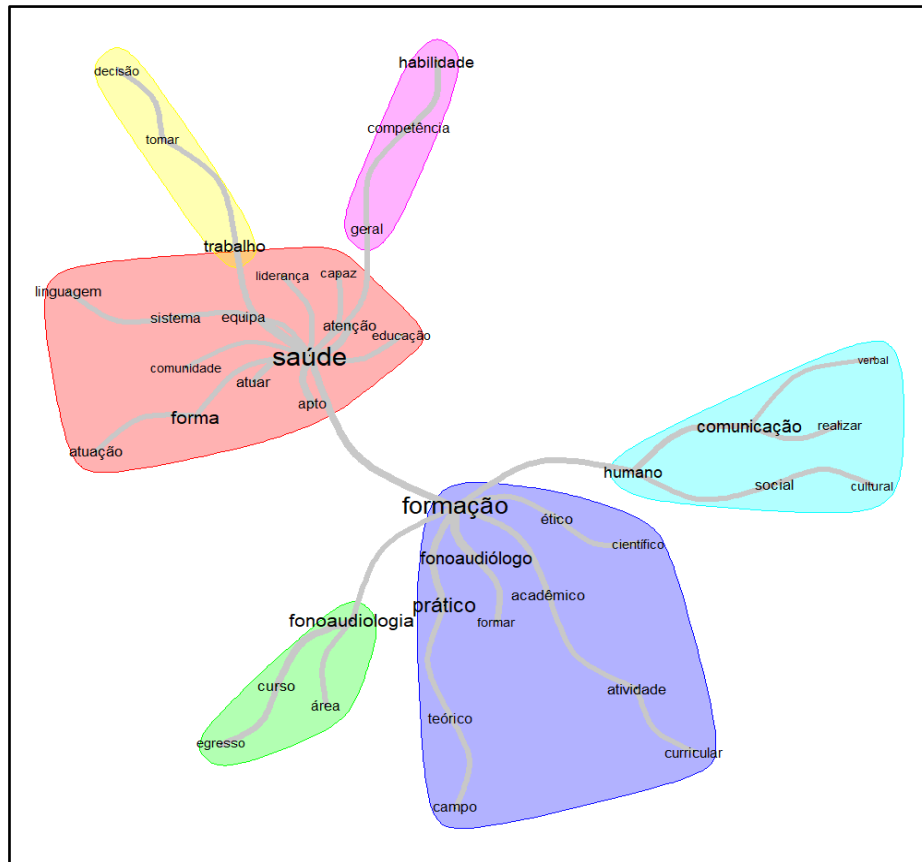 habilidade
decisão
competência
tomar
geral
trabalho
liderança
capaz
linguagem
sistema
equipa
atenção
educação
saúde
comunidade
atuar
apto
forma
atuação
verbal
comunicação
realizar
humano
social
cultural
formação
ético
científico
fonoaudiólogo
acadêmico
prático
formar
fonoaudiologia
curso
área
atividade
teórico
egresso
curricular
campo